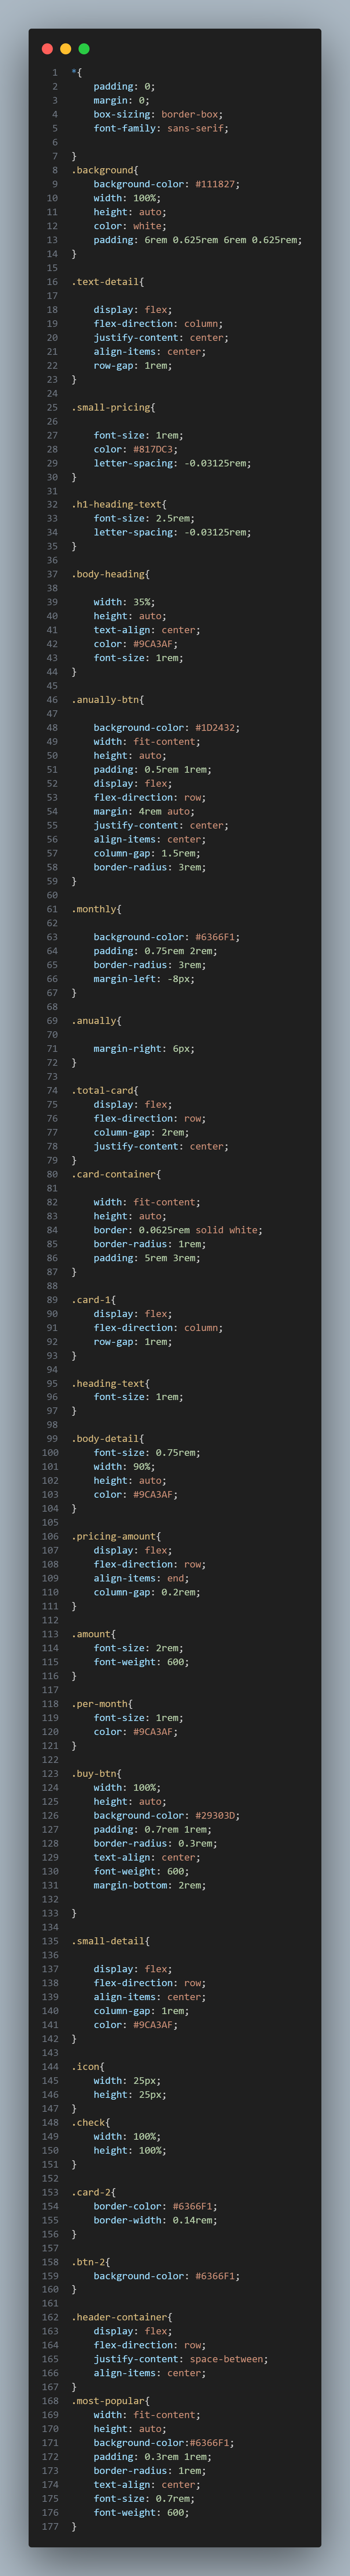 1 *{
2 padding: 0;
3 margin: 0;
4 box-sizing: border-box;
5 font-family: sans-serif;
6
7 }
8 .background{
9 background-color: #111827;
10 width: 100%;
11 height: auto;
12 color: white;
13 padding: 6rem 0.625rem 6rem 0.625rem;
14 }
15
16 .text-detail{
17
18 display: flex;
19 flex-direction: column;
20 justify-content: center;
21 align-items: center;
22 row-gap: 1rem;
23 }
24
25 .small-pricing{
26
27 font-size: 1rem;
28 color: #817DC3;
29 letter-spacing: -0.03125rem;
30 }
31
32 .h1-heading-text{
33 font-size: 2.5rem;
34 letter-spacing: -0.03125rem;
35 }
36
37 .body-heading{
38
39 width: 35%;
40 height: auto;
41 text-align: center;
42 color: #9CA3AF;
43 font-size: 1rem;
44 }
45
46 .anually-btn{
47
48 background-color: #1D2432;
49 width: fit-content;
50 height: auto;
51 padding: 0.5rem 1rem;
52 display: flex;
53 flex-direction: row;
54 margin: 4rem auto;
55 justify-content: center;
56 align-items: center;
57 column-gap: 1.5rem;
58 border-radius: 3rem;
59 }
60
61 .monthly{
62
63 background-color: #6366F1;
64 padding: 0.75rem 2rem;
65 border-radius: 3rem;
66 margin-left: -8px;
67 }
68
69 .anually{
70
71 margin-right: 6px;
72 }
73
74 .total-card{
75 display: flex;
76 flex-direction: row;
77 column-gap: 2rem;
78 justify-content: center;
79 }
80 .card-container{
81
82 width: fit-content;
83 height: auto;
84 border: 0.0625rem solid white;
85 border-radius: 1rem;
86 padding: 5rem 3rem;
87 }
88
89 .card-1{
90 display: flex;
91 flex-direction: column;
92 row-gap: 1rem;
93 }
94
95 .heading-text{
96 font-size: 1rem;
97 }
98
99 .body-detail{
100 font-size: 0.75rem;
101 width: 90%;
102 height: auto;
103 color: #9CA3AF;
104 }
105
106 .pricing-amount{
107 display: flex;
108 flex-direction: row;
109 align-items: end;
110 column-gap: 0.2rem;
111 }
112
113 .amount{
114 font-size: 2rem;
115 font-weight: 600;
116 }
117
118 .per-month{
119 font-size: 1rem;
120 color: #9CA3AF;
121 }
122
123 .buy-btn{
124 width: 100%;
125 height: auto;
126 background-color: #29303D;
127 padding: 0.7rem 1rem;
128 border-radius: 0.3rem;
129 text-align: center;
130 font-weight: 600;
131 margin-bottom: 2rem;
132
133 }
134
135 .small-detail{
136
137 display: flex;
138 flex-direction: row;
139 align-items: center;
140 column-gap: 1rem;
141 color: #9CA3AF;
142 }
143
144 .icon{
145 width: 25px;
146 height: 25px;
147 }
148 .check{
149 width: 100%;
150 height: 100%;
151 }
152
153 .card-2{
154 border-color: #6366F1;
155 border-width: 0.14rem;
156 }
157
158 .btn-2{
159 background-color: #6366F1;
160 }
161
162 .header-container{
163 display: flex;
164 flex-direction: row;
165 justify-content: space-between;
166 align-items: center;
167 }
168 .most-popular{
169 width: fit-content;
170 height: auto;
171 background-color:#6366F1;
172 padding: 0.3rem 1rem;
173 border-radius: 1rem;
174 text-align: center;
175 font-size: 0.7rem;
176 font-weight: 600;
177 }